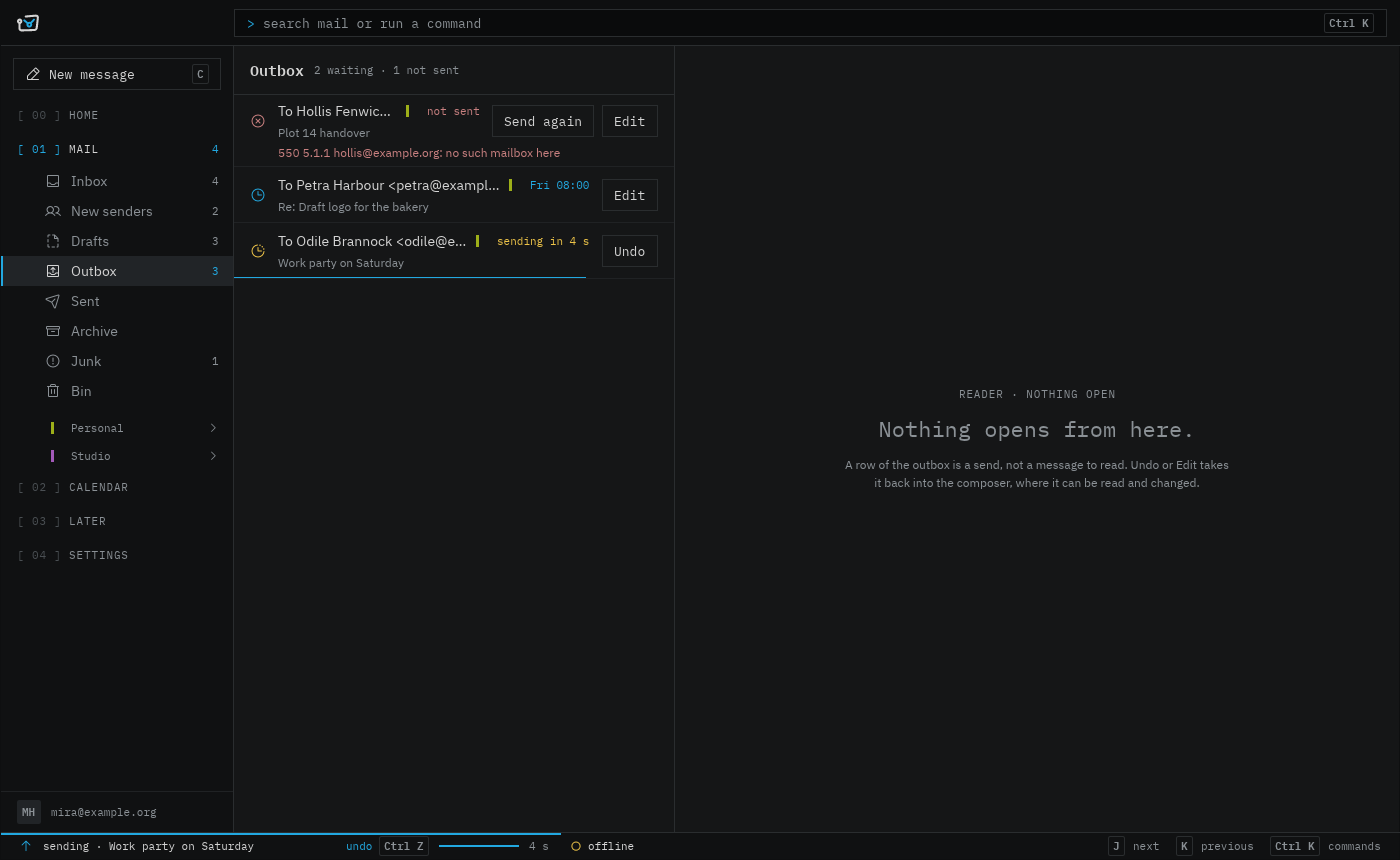 > search mail or run a command Ctrl K
New message C
[ 00 ] HOME
[ 01 ] MAIL 4
Inbox 4
New senders 2
Drafts 3
Outbox 3
Sent
Archive
Junk 1
Bin
Personal
Studio
[ 02 ] CALENDAR
[ 03 ] LATER
[ 04 ] SETTINGS
MH mira@example.org
Outbox 2 waiting · 1 not sent
To Hollis Fenwic... not sent Send again Edit
Plot 14 handover
550 5.1.1 hollis@example.org: no such mailbox here
To Petra Harbour <petra@exampl... Fri 08:00 Edit
Re: Draft logo for the bakery
To Odile Brannock <odile@e... sending in 4 s Undo
Work party on Saturday
READER · NOTHING OPEN
Nothing opens from here.
A row of the outbox is a send, not a message to read. Undo or Edit takes
it back into the composer, where it can be read and changed.
sending · Work party on Saturday undo Ctrl Z 4 s offline J next K previous Ctrl K commands